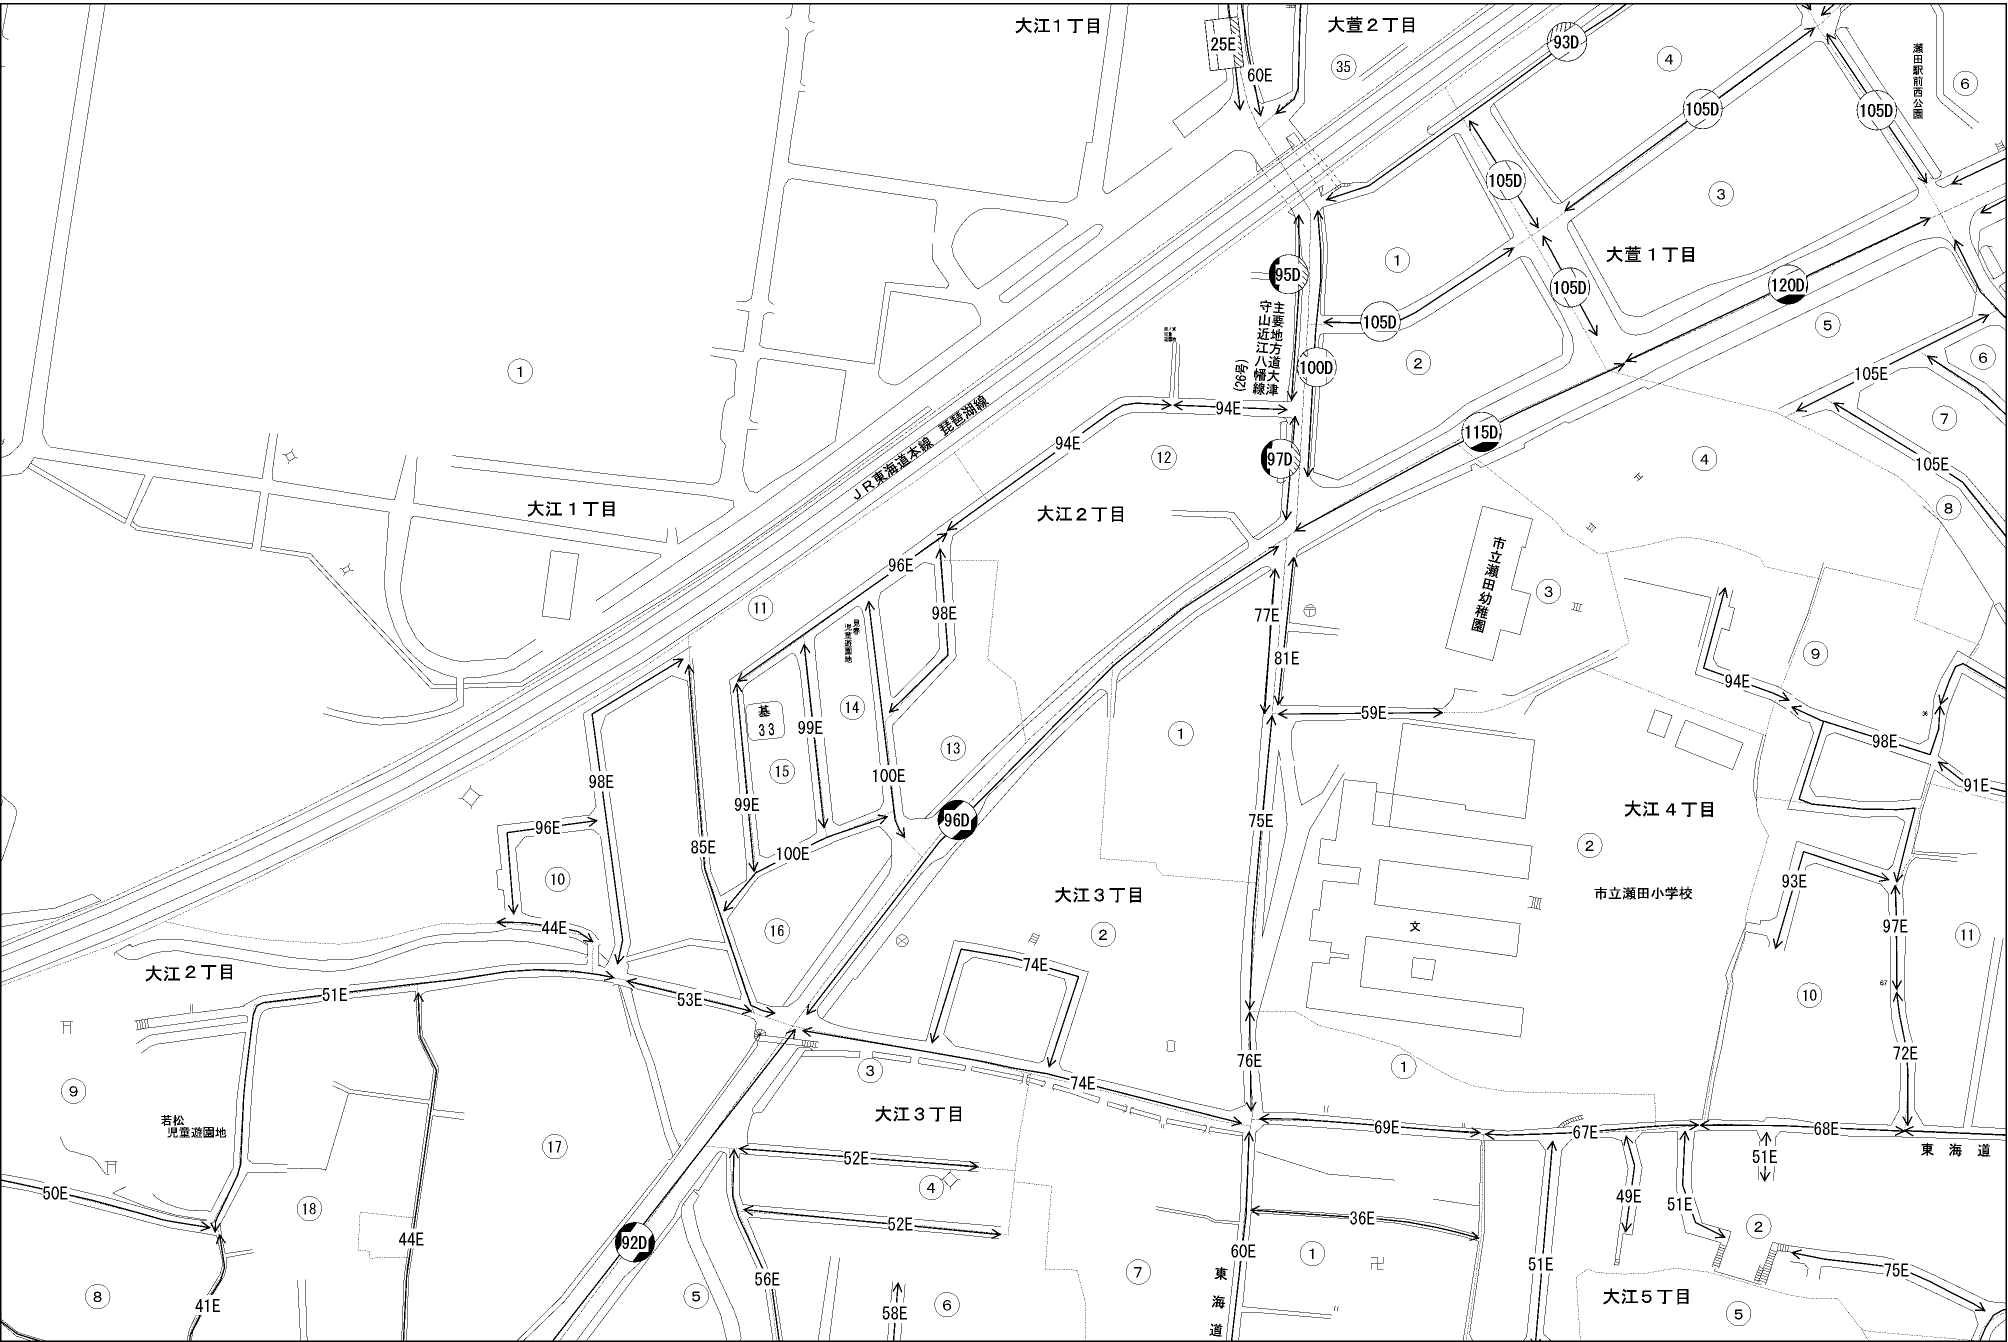 大江１丁目
大萱２丁目
25E
60E
35
93D
4
瀬田駅前西公園
6
105D
105D
105D
3
大萱１丁目
1
95D
主要地方道大津
守山近江八幡線
(26号)
105D
120D
105D
5
1
100D
2
6
105D
7
94E
94E
ＪＲ東海道本線 琵琶湖線
115D
12
97D
4
105D
大江１丁目
大江２丁目
8
市立瀬田幼稚園
96E
11
98E
77E
3
児童遊園地
81E
9
94E
基
33
14
99E
59E
13
1
98E
15
98E
100E
91E
99E
96D
75E
大江４丁目
96E
85E
100E
2
10
93E
大江３丁目
市立瀬田小学校
44E
16
2
文
97E
11
大江２丁目
74E
51E
53E
67
10
76E
72E
9
3
74E
1
若松
児童遊園地
大江３丁目
69E
67E
68E
17
52E
51E
東海道
50E
4
49E
51E
18
52E
36E
2
44E
92D
60E
1
56E
51E
75E
7
東海道
8
41E
5
58E
6
大江５丁目
5